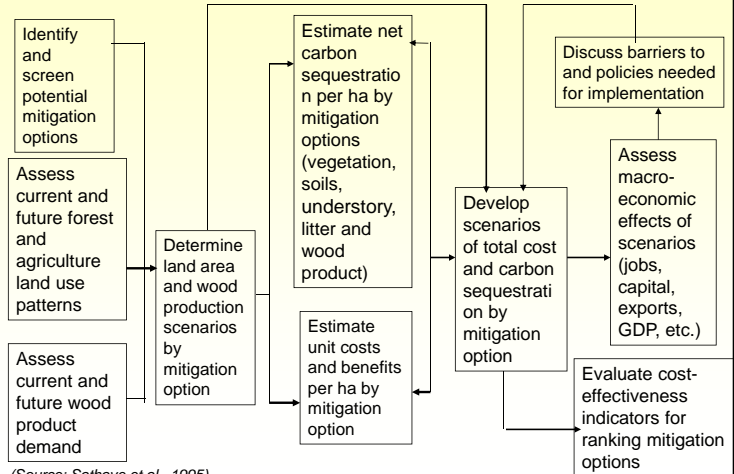 Identify
and
screen
potential
mitigation
options
Assess
current and
future forest
and
agriculture
land use
patterns
Assess
current and
future wood
product
demand
Determine
land area
and wood
production
scenarios
by
mitigation
option
Estimate net
carbon
sequestratio
n per ha by
mitigation
options
(vegetation,
soils,
understory,
litter and
wood
product)
Estimate
unit costs
and benefits
per ha by
mitigation
option
Develop
scenarios
of total cost
and carbon
sequestrati
on by
mitigation
option
Discuss barriers to
and policies needed
for implementation
Assess
macro-
economic
effects of
scenarios
(jobs,
capital,
exports,
GDP, etc.)
Evaluate cost-
effectiveness
indicators for
ranking mitigation
options
(Source: Sathaye et al., 1995)